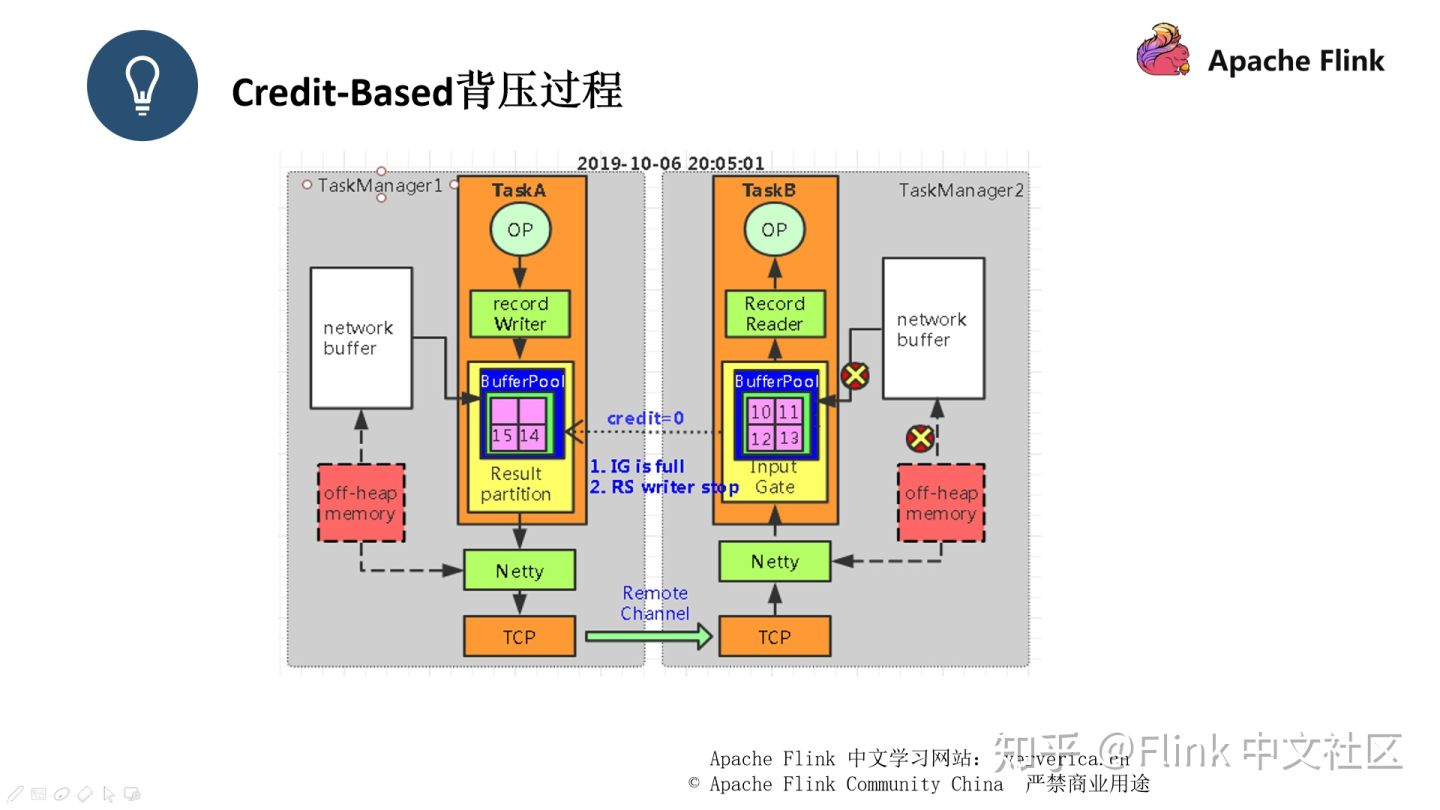 Credit-Based背压过程
Apache Flink
2019-10-06 20:05:01
TaskManager1
TaskA
OP
record
Writer
network
buffer
BufferPool
15 14
Result
partition
off-heap
memory
Netty
TCP
credit=0
1. IG is full
2. RS writer stop
Remote
Channel
TaskB
TaskManager2
OP
Record
Reader
network
buffer
BufferPool
10 11
12 13
Input
Gate
off-heap
memory
Netty
TCP
Apache Flink 中文学习网站： ververica.cn
© Apache Flink Community China 严禁商业用途
知乎 @Flink 中文社区